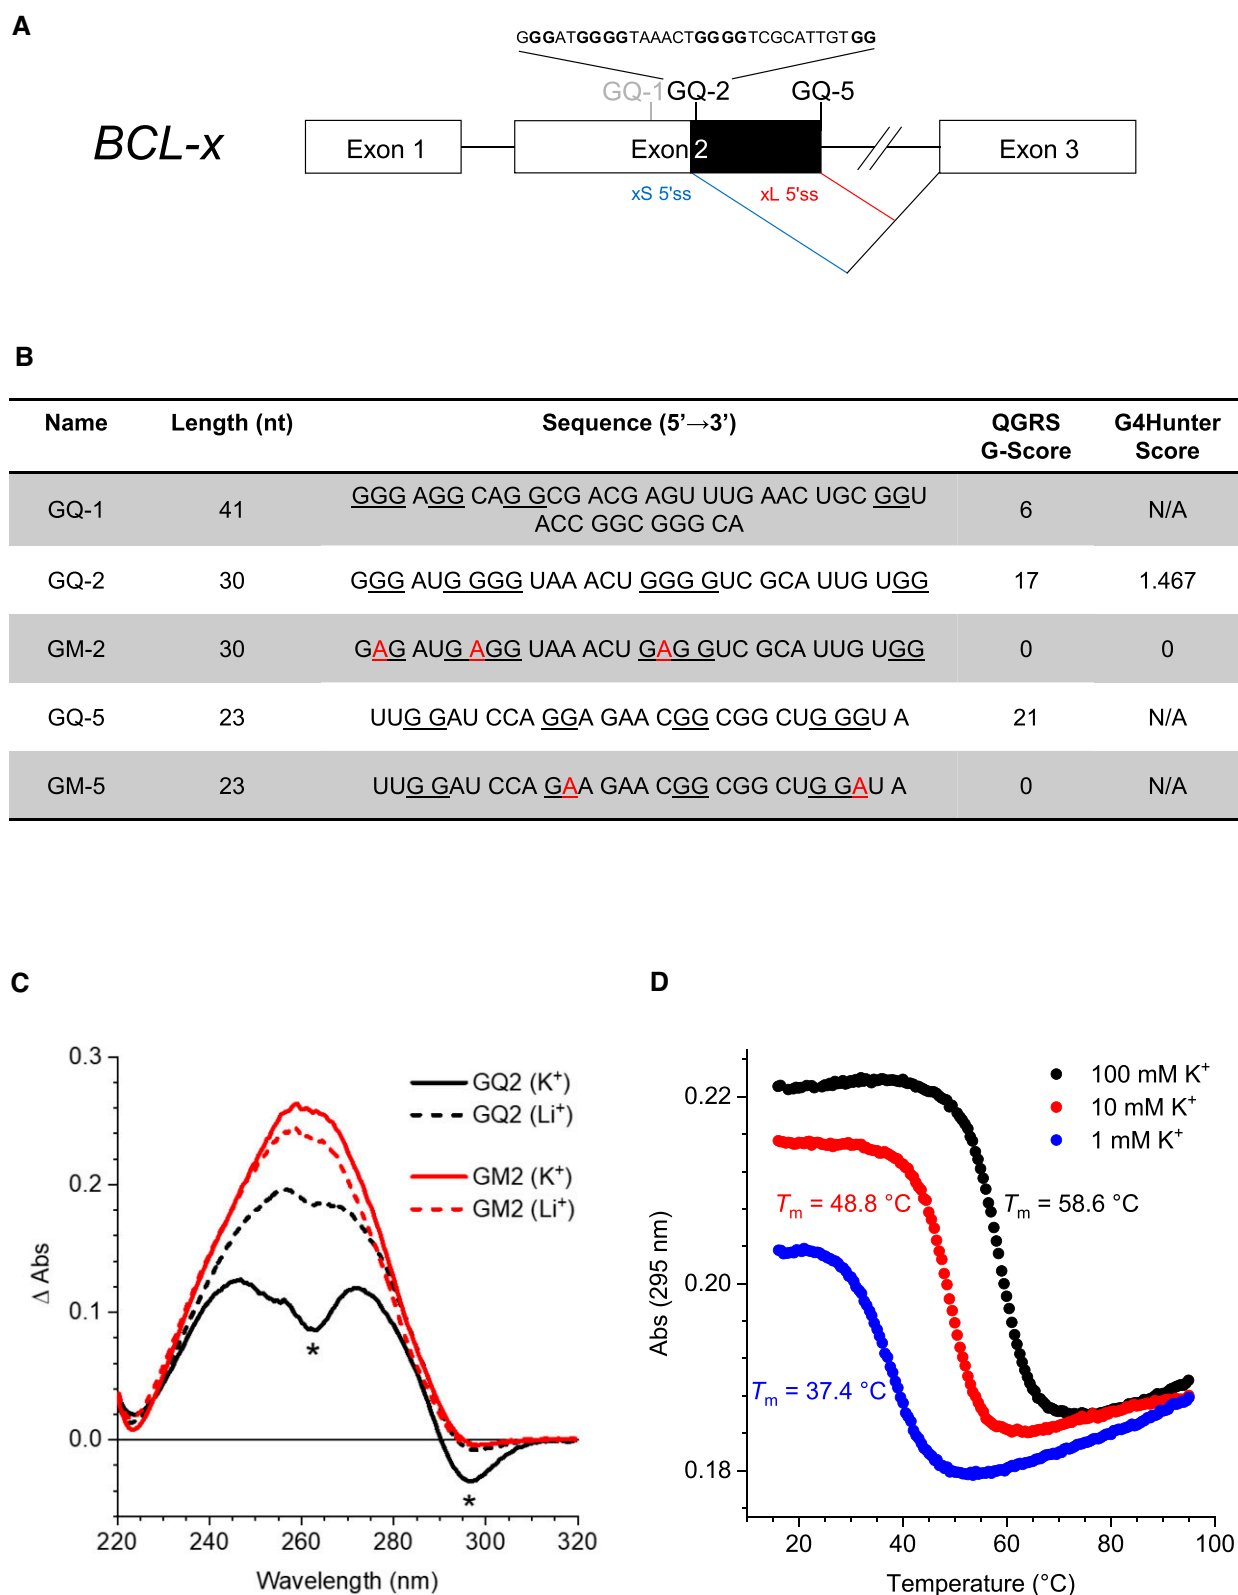 A
GGGATGGGGTAAACTGGGGTCGCATTGTGG
GQ-1 GQ-2 GQ-5
BCL-x
Exon 1 Exon 2 Exon 3
xS 5'ss xL 5'ss
B
Name Length (nt) Sequence (5'→3') QGRS G-Score G4Hunter Score
GQ-1 41 GGG AGG CAG GCG ACG AGU UUG AAC UGC GGU 6 N/A
ACC GGC GGG CA
GQ-2 30 GGG AUG GGG UAA ACU GGG GUC GCA UUG UGG 17 1.467
GM-2 30 GAG AUG AGG UAA ACU GAG GUC GCA UUG UGG 0 0
GQ-5 23 UUG GAU CCA GGA GAA CGG CGG CUG GGU A 21 N/A
GM-5 23 UUG GAU CCA GAA GAA CGG CGG CUG GAU A 0 N/A
C
0.3
0.2
0.1
0.0
Δ Abs
GQ2 (K⁺)
GQ2 (Li⁺)
GM2 (K⁺)
GM2 (Li⁺)
*
*
220 240 260 280 300 320
Wavelength (nm)
D
0.22
0.20
0.18
Abs (295 nm)
100 mM K⁺
10 mM K⁺
1 mM K⁺
Tm = 48.8 °C
Tm = 58.6 °C
Tm = 37.4 °C
20 40 60 80 100
Temperature (°C)